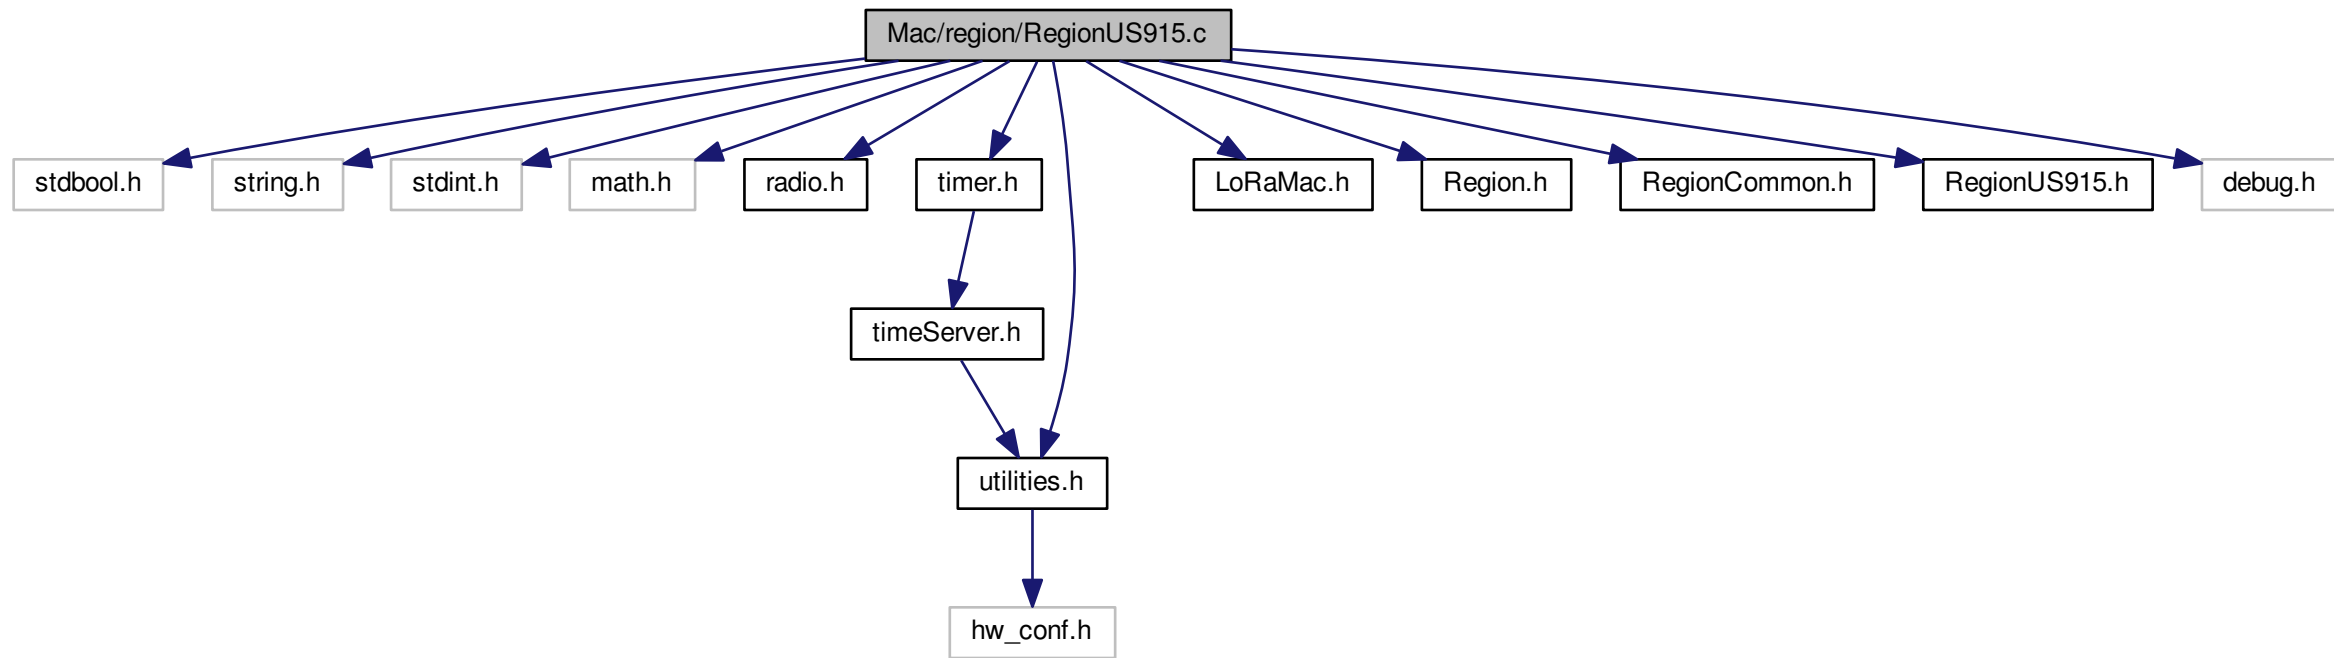 Mac/region/RegionUS915.c
stdbool.h
string.h
stdint.h
math.h
radio.h
timer.h
LoRaMac.h
Region.h
RegionCommon.h
RegionUS915.h
debug.h
timeServer.h
utilities.h
hw_conf.h